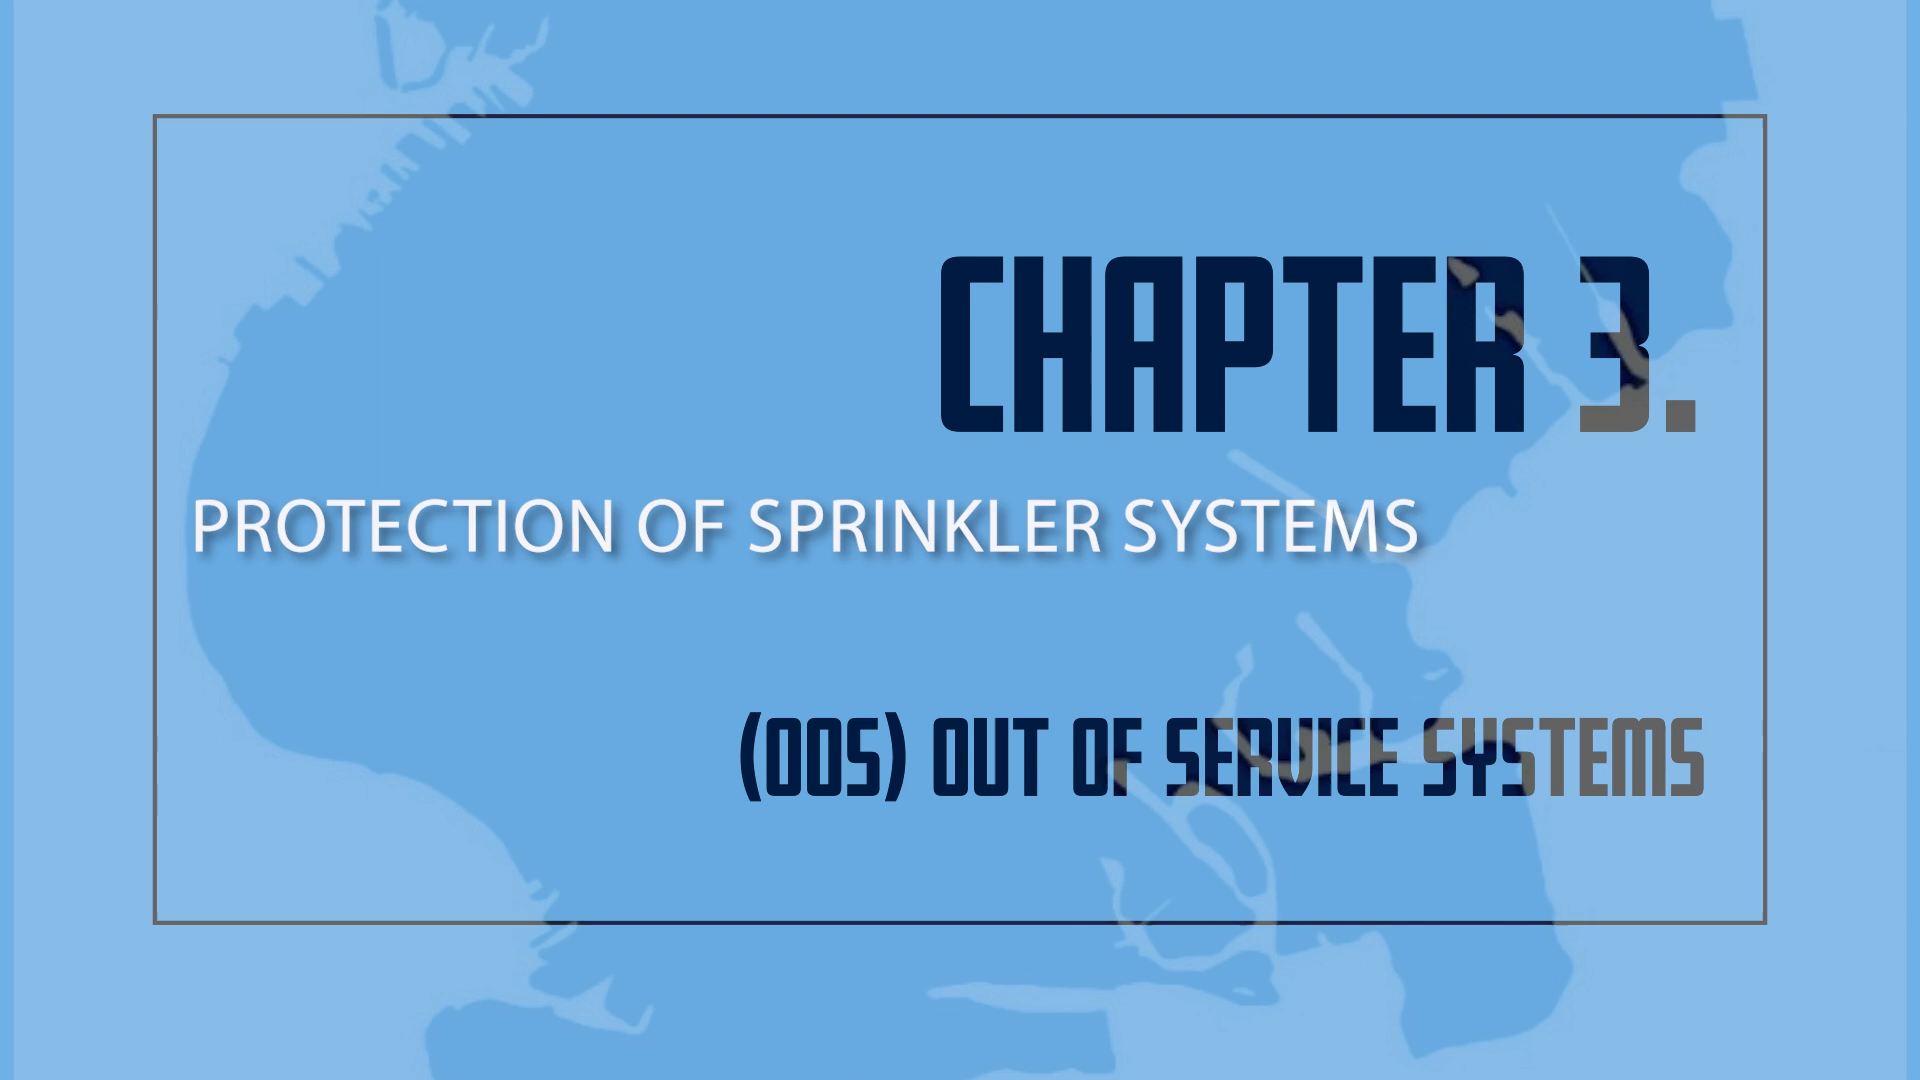 CHAPTER 3.
PROTECTION OF SPRINKLER SYSTEMS
(OOS) OUT OF SERVICE SYSTEMS